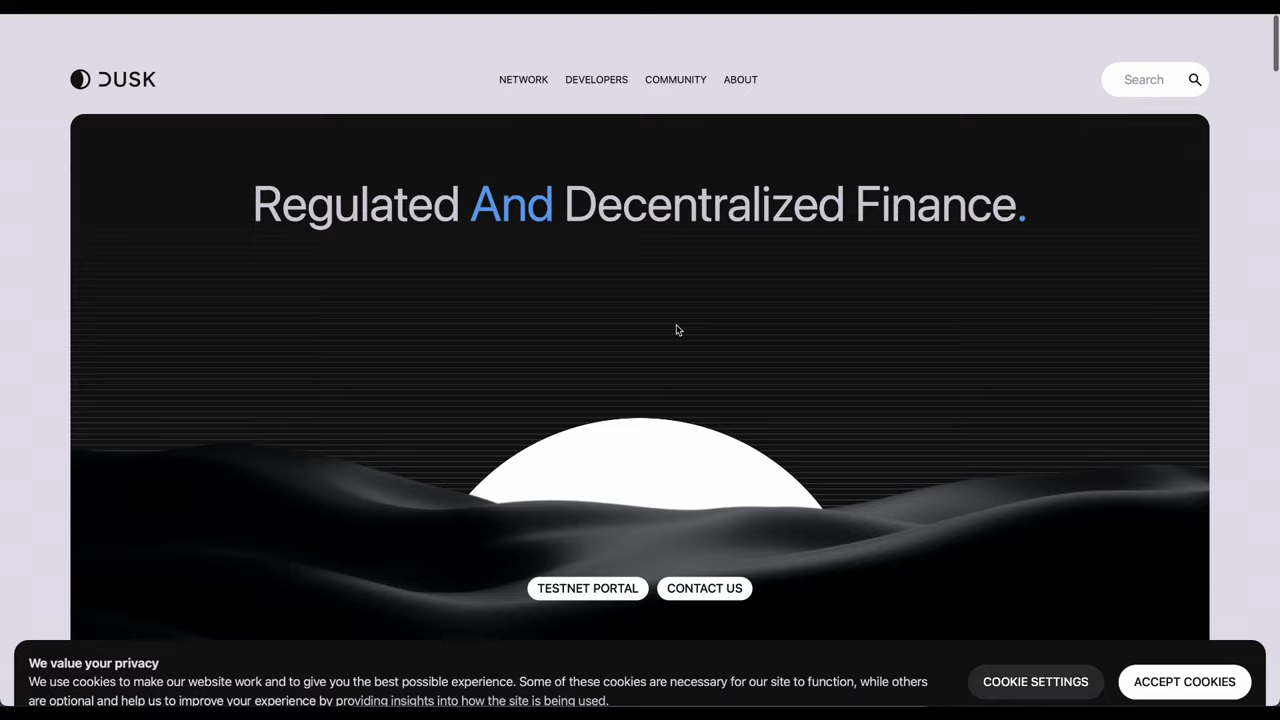 DUSK
NETWORK DEVELOPERS COMMUNITY ABOUT
Search
Regulated And Decentralized Finance.
TESTNET PORTAL CONTACT US
We value your privacy
We use cookies to make our website work and to give you the best possible experience. Some of these cookies are necessary for our site to function, while others
are optional and help us to improve your experience by providing insights into how the site is being used.
COOKIE SETTINGS ACCEPT COOKIES